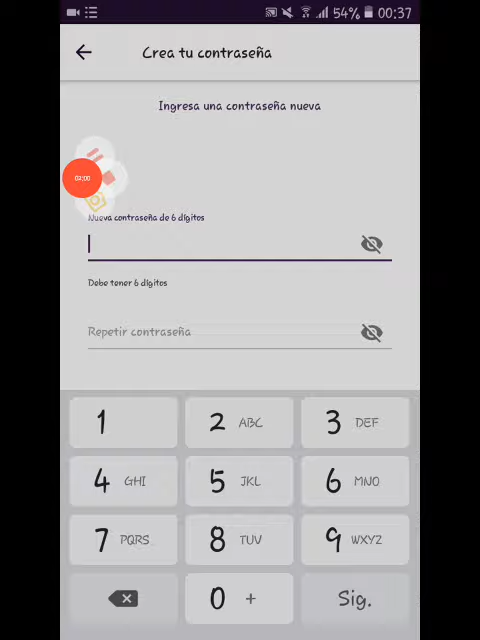 54% 00:37
Crea tu contraseña
Ingresa una contraseña nueva
Nueva contraseña de 6 dígitos
Debe tener 6 dígitos
Repetir contraseña
1 2 ABC 3 DEF
4 GHI 5 JKL 6 MNO
7 PQRS 8 TUV 9 WXYZ
0 + Sig.